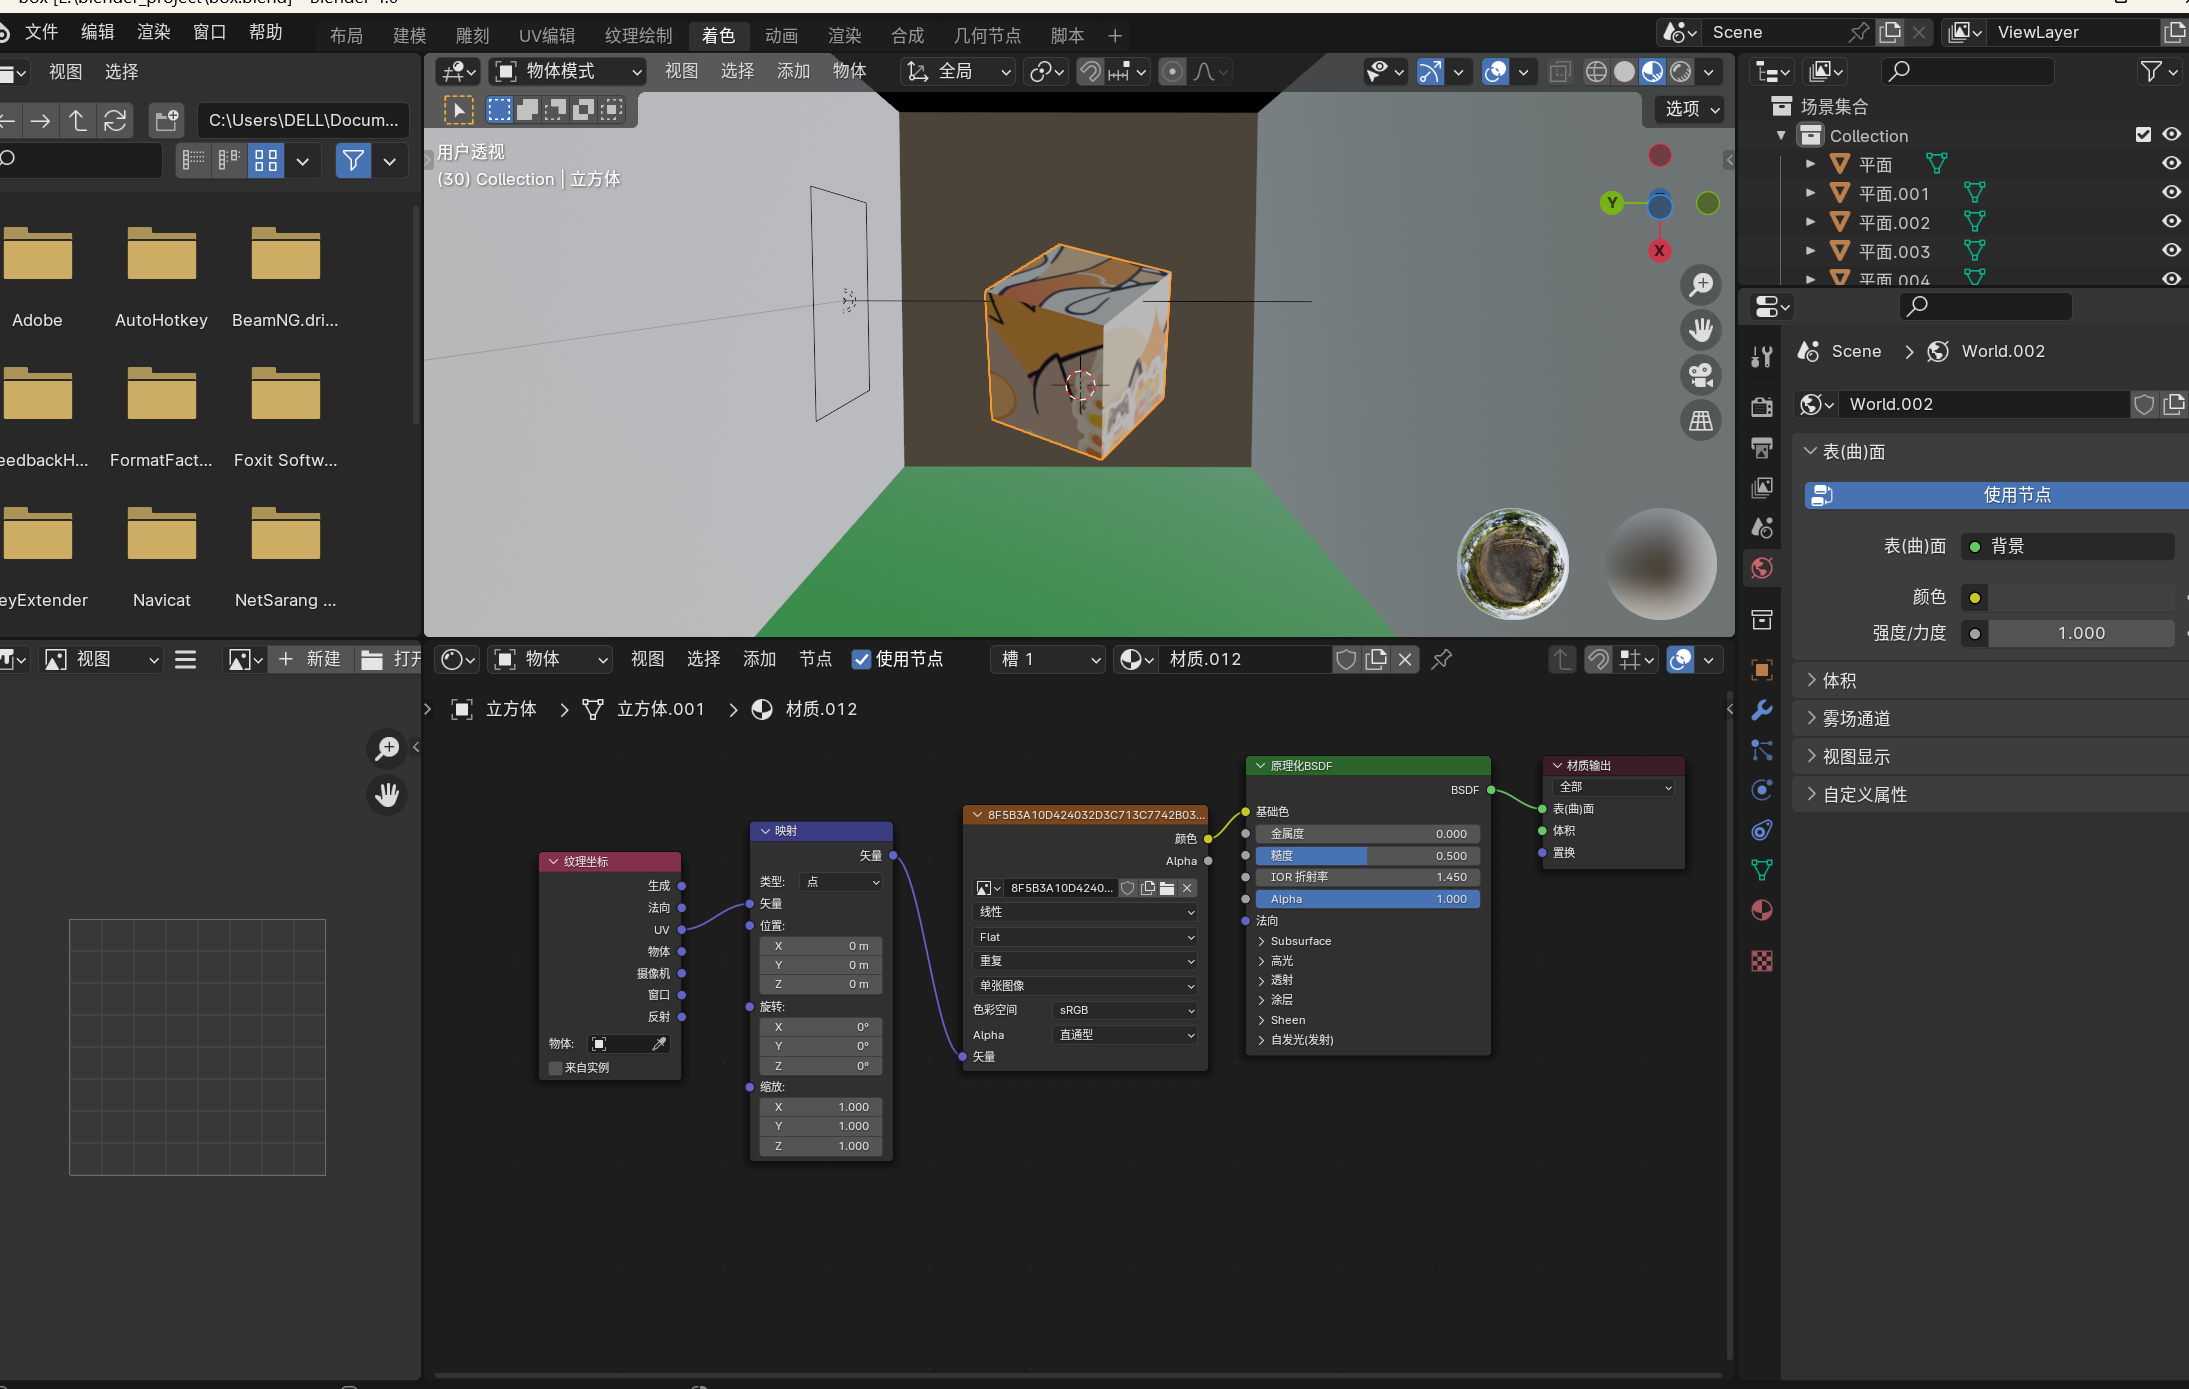 文件 编辑 渲染 窗口 帮助 布局 建模 雕刻 UV编辑 纹理绘制 着色 动画 渲染 合成 几何节点 脚本 Scene ViewLayer
视图 选择
C:\Users\DELL\Docum...
Adobe AutoHotkey BeamNG.dri...
eedbackH... FormatFact... Foxit Softw...
eyExtender Navicat NetSarang ...
物体模式 视图 选择 添加 物体 全局
选项
用户透视
(30) Collection | 立方体
Y
X
场景集合
Collection
平面
平面.001
平面.002
平面.003
平面.004
Scene World.002
World.002
表(曲)面
使用节点
表(曲)面 背景
颜色
强度/力度 1.000
体积
雾场通道
视图显示
自定义属性
视图 新建 打开
物体 视图 选择 添加 节点 使用节点 槽 1 材质.012
立方体 立方体.001 材质.012
纹理坐标
生成
法向
UV
物体
摄像机
窗口
反射
物体:
来自实例
映射
矢量
类型: 点
矢量
位置:
X 0 m
Y 0 m
Z 0 m
旋转:
X 0°
Y 0°
Z 0°
缩放:
X 1.000
Y 1.000
Z 1.000
8F5B3A10D424032D3C713C7742B03...
颜色
Alpha
8F5B3A10D4240...
线性
Flat
重复
单张图像
色彩空间 sRGB
Alpha 直通型
矢量
原理化BSDF
BSDF
基础色
金属度 0.000
糙度 0.500
IOR 折射率 1.450
Alpha 1.000
法向
Subsurface
高光
透射
涂层
Sheen
自发光(发射)
材质输出
全部
表(曲)面
体积
置换